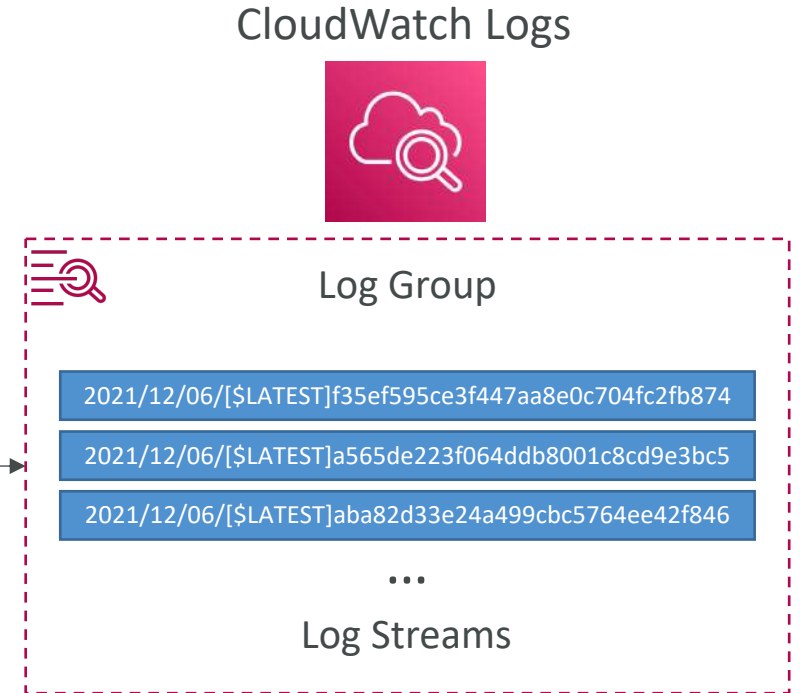 CloudWatch Logs
Log Group
2021/12/06/[$LATEST]f35ef595ce3f447aa8e0c704fc2fb874
2021/12/06/[$LATEST]a565de223f064ddb8001c8cd9e3bc5
2021/12/06/[$LATEST]aba82d33e24a499cbc5764ee42f846
...
Log Streams